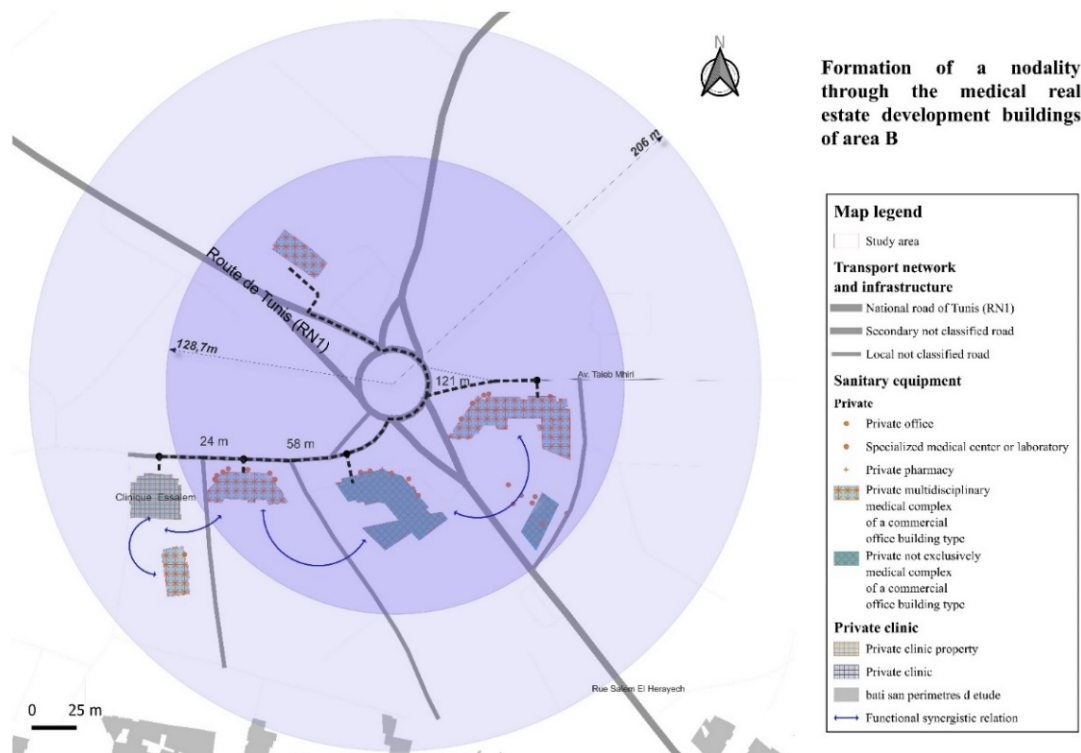 N
Formation of a nodality
through the medical real
estate development buildings
of area B
206 m
Route de Tunis (RN1)
128,7m
121 m
Av. Taieb Mhiri
24 m
58 m
Clinique Essalem
Rue Salem El Herayech
0 25 m
Map legend
Study area
Transport network
and infrastructure
National road of Tunis (RN1)
Secondary not classified road
Local not classified road
Sanitary equipment
Private
Private office
Specialized medical center or laboratory
Private pharmacy
Private multidisciplinary
medical complex
of a commercial
office building type
Private not exclusively
medical complex
of a commercial
office building type
Private clinic
Private clinic property
Private clinic
bati san perimetres d etude
Functional synergistic relation